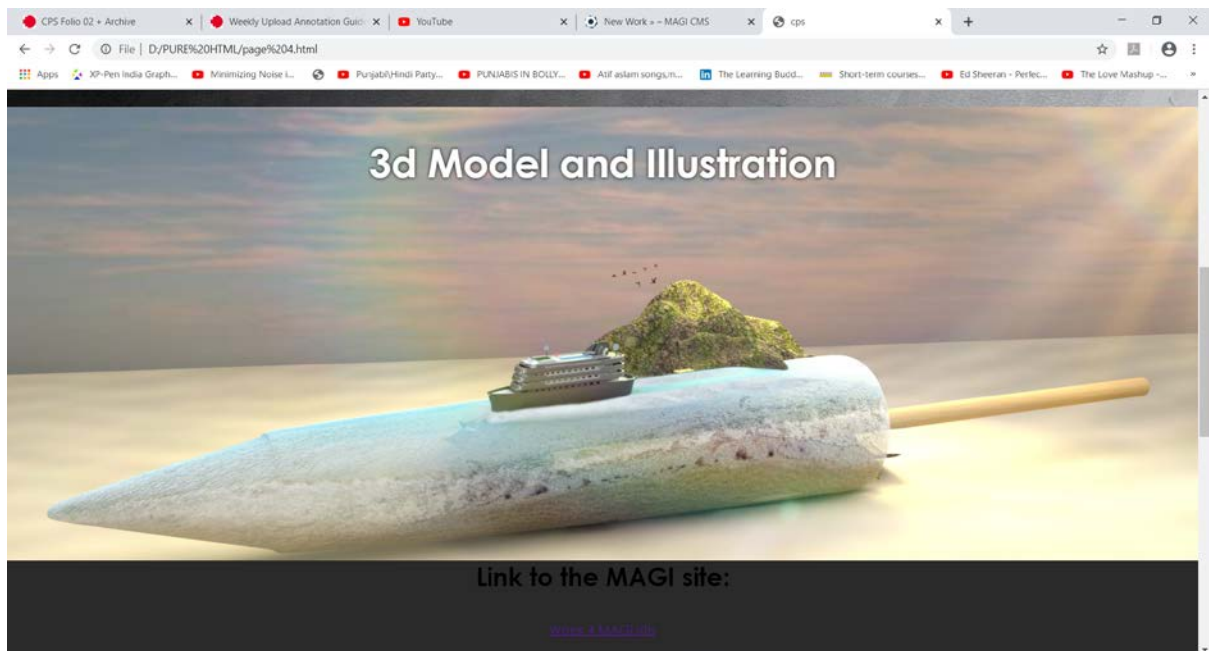 CPS Folio 02 + Archive
Weekly Upload Annotation Guid
YouTube
New Work » – MAGI CMS
cps
File | D:/PURE%20HTML/page%204.html
Apps
XP-Pen India Graph...
Minimizing Noise i...
Punjabi\Hindi Party...
PUNJABIS IN BOLLY...
Atif aslam songs,m...
The Learning Budd...
Short-term courses...
Ed Sheeran - Perfec...
The Love Mashup -...
3d Model and Illustration
Link to the MAGI site: